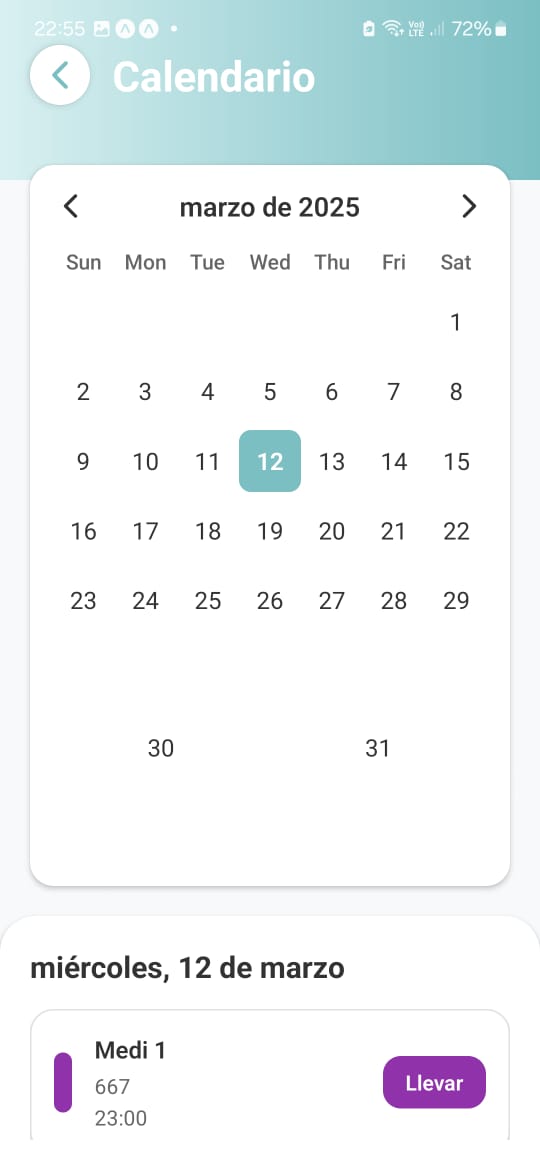 22:55 72%
Calendario
marzo de 2025
Sun Mon Tue Wed Thu Fri Sat
1
2 3 4 5 6 7 8
9 10 11 12 13 14 15
16 17 18 19 20 21 22
23 24 25 26 27 28 29
30 31
miércoles, 12 de marzo
Medi 1
667
23:00
Llevar